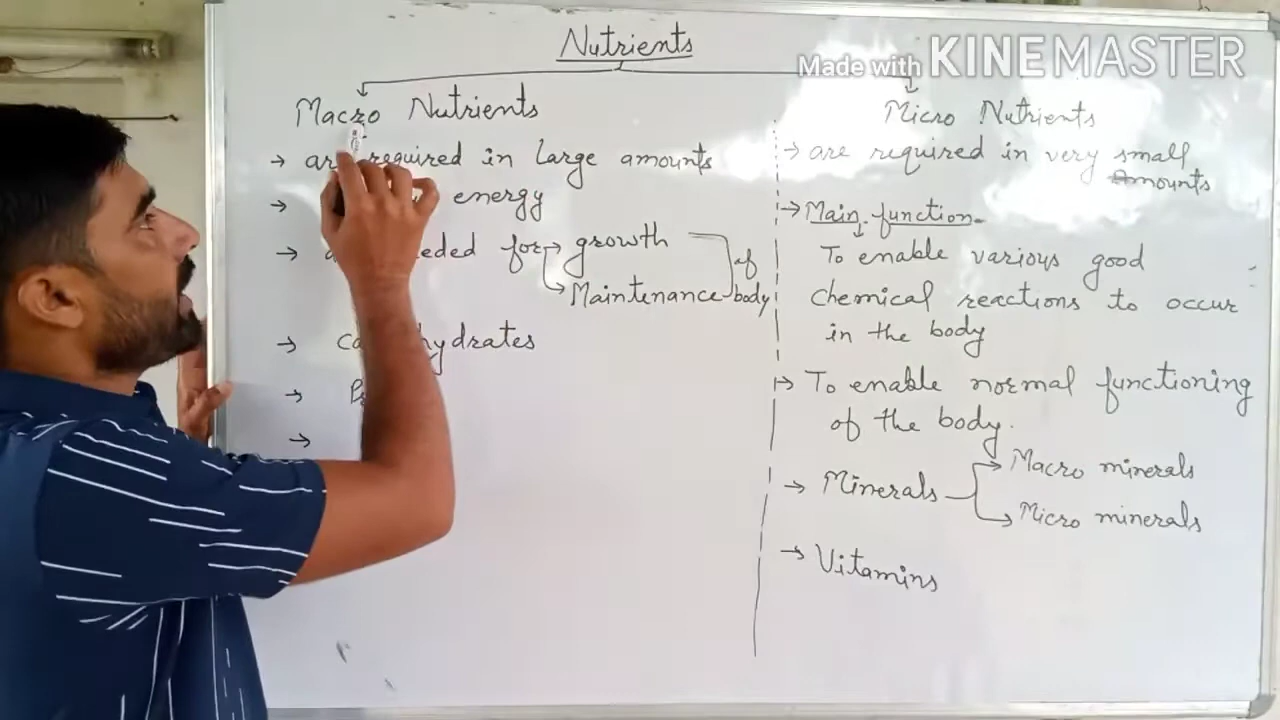 Nutrients
Made with KINEMASTER
Macro Nutrients
→ are required in large amounts
→ energy
→ for → growth
→ Maintenance of body
→ 
→ 
→
Micro Nutrients
→ are required in very small
Amounts
→ Main function-
To enable various good
chemical reactions to occur
in the body
→ To enable normal functioning
of the body.
→ Minerals → Macro minerals
→ Micro minerals
→ Vitamins